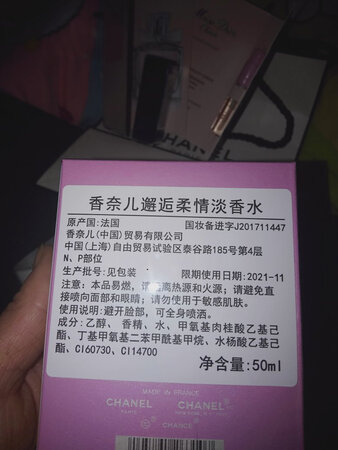 Miss Dior
CHANEL
香奈儿邂逅柔情淡香水
原产国:法国 国妆备进字J201711447
香奈儿(中国)贸易有限公司
中国(上海)自由贸易试验区泰谷路185号第4层
N、P部位
生产批号:见包装 限期使用日期:2021-11
注意:本品易燃,请远离热源和火源;请避免直
接喷向面部和眼睛;请勿使用于敏感肌肤。
使用说明:避开脸部,可全身喷洒。
成分:乙醇、香精、水、甲氧基肉桂酸乙基己
酯、丁基甲氧基二苯甲酰基甲烷、水杨酸乙基己
酯、CI60730、CI14700
净含量:50ml
MADE IN FRANCE
CHANEL CHANEL
PARIS
CHANCE